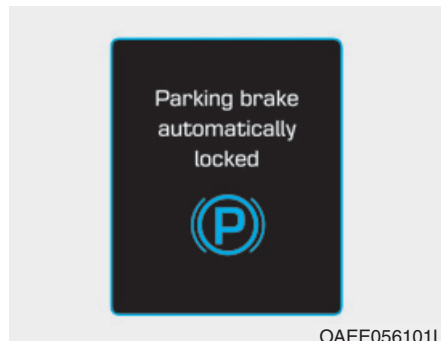 Parking brake
automatically
locked
P
OAEE056101L